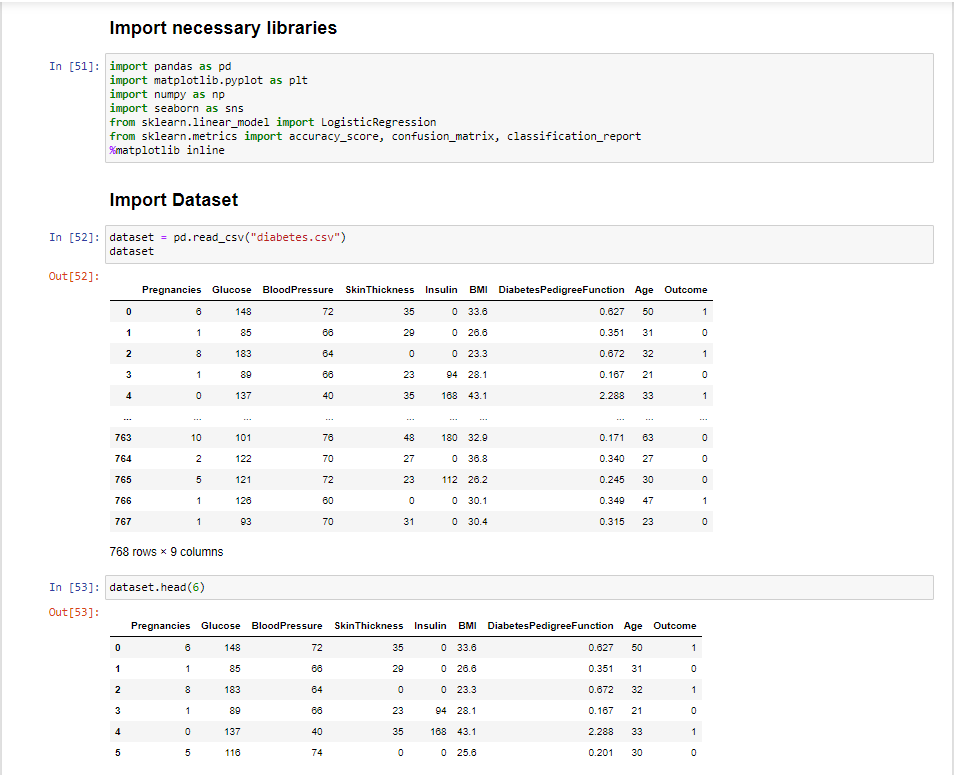 Import necessary libraries
In [51]: import pandas as pd
import matplotlib.pyplot as plt
import numpy as np
import seaborn as sns
from sklearn.linear_model import LogisticRegression
from sklearn.metrics import accuracy_score, confusion_matrix, classification_report
%matplotlib inline
Import Dataset
In [52]: dataset = pd.read_csv("diabetes.csv")
dataset
Out[52]:
Pregnancies Glucose BloodPressure SkinThickness Insulin BMI DiabetesPedigreeFunction Age Outcome
0 6 148 72 35 0 33.6 0.627 50 1
1 1 85 66 29 0 26.6 0.351 31 0
2 8 183 64 0 0 23.3 0.672 32 1
3 1 89 66 23 94 28.1 0.167 21 0
4 0 137 40 35 168 43.1 2.288 33 1
... ... ... ... ... ... ... ... ... ...
763 10 101 76 48 180 32.9 0.171 63 0
764 2 122 70 27 0 36.8 0.340 27 0
765 5 121 72 23 112 26.2 0.245 30 0
766 1 126 60 0 0 30.1 0.349 47 1
767 1 93 70 31 0 30.4 0.315 23 0
768 rows × 9 columns
In [53]: dataset.head(6)
Out[53]:
Pregnancies Glucose BloodPressure SkinThickness Insulin BMI DiabetesPedigreeFunction Age Outcome
0 6 148 72 35 0 33.6 0.627 50 1
1 1 85 66 29 0 26.6 0.351 31 0
2 8 183 64 0 0 23.3 0.672 32 1
3 1 89 66 23 94 28.1 0.167 21 0
4 0 137 40 35 168 43.1 2.288 33 1
5 5 116 74 0 0 25.6 0.201 30 0